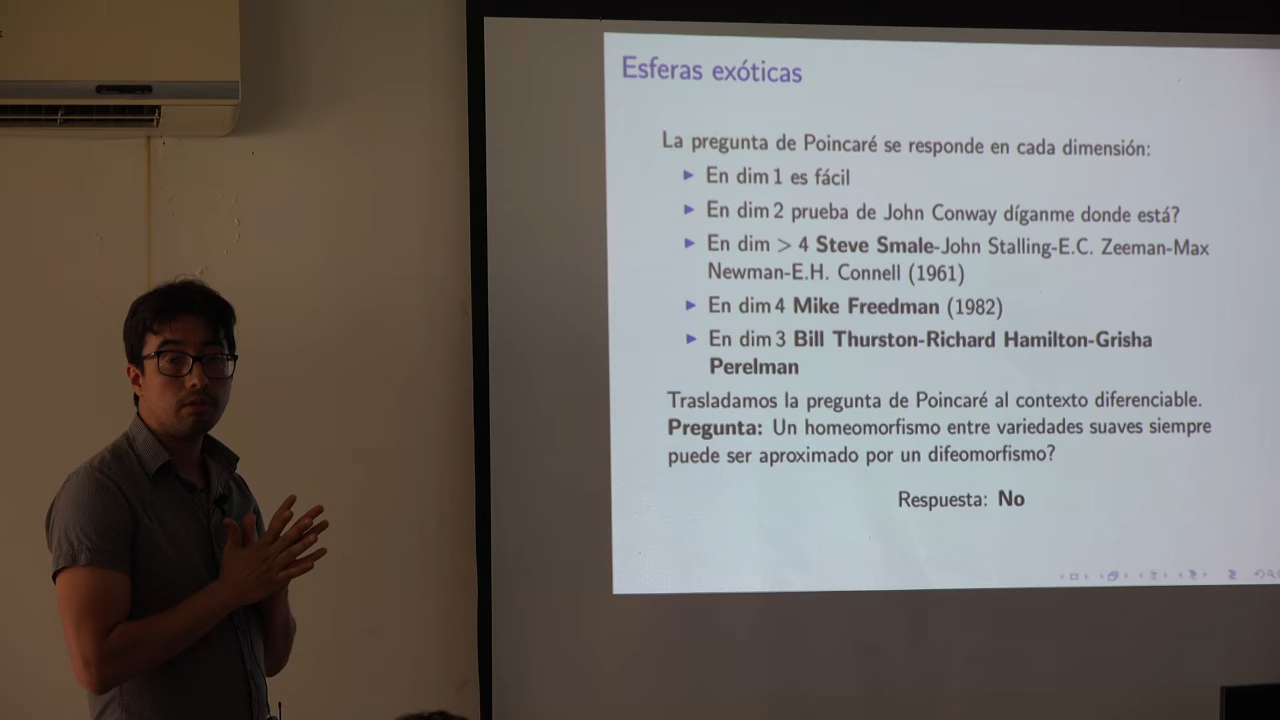 Esferas exóticas
La pregunta de Poincaré se responde en cada dimensión:
▶ En dim 1 es fácil
▶ En dim 2 prueba de John Conway díganme donde está?
▶ En dim > 4 Steve Smale-John Stalling-E.C. Zeeman-Max
Newman-E.H. Connell (1961)
▶ En dim 4 Mike Freedman (1982)
▶ En dim 3 Bill Thurston-Richard Hamilton-Grisha
Perelman
Trasladamos la pregunta de Poincaré al contexto diferenciable.
Pregunta: Un homeomorfismo entre variedades suaves siempre
puede ser aproximado por un difeomorfismo?
Respuesta: No